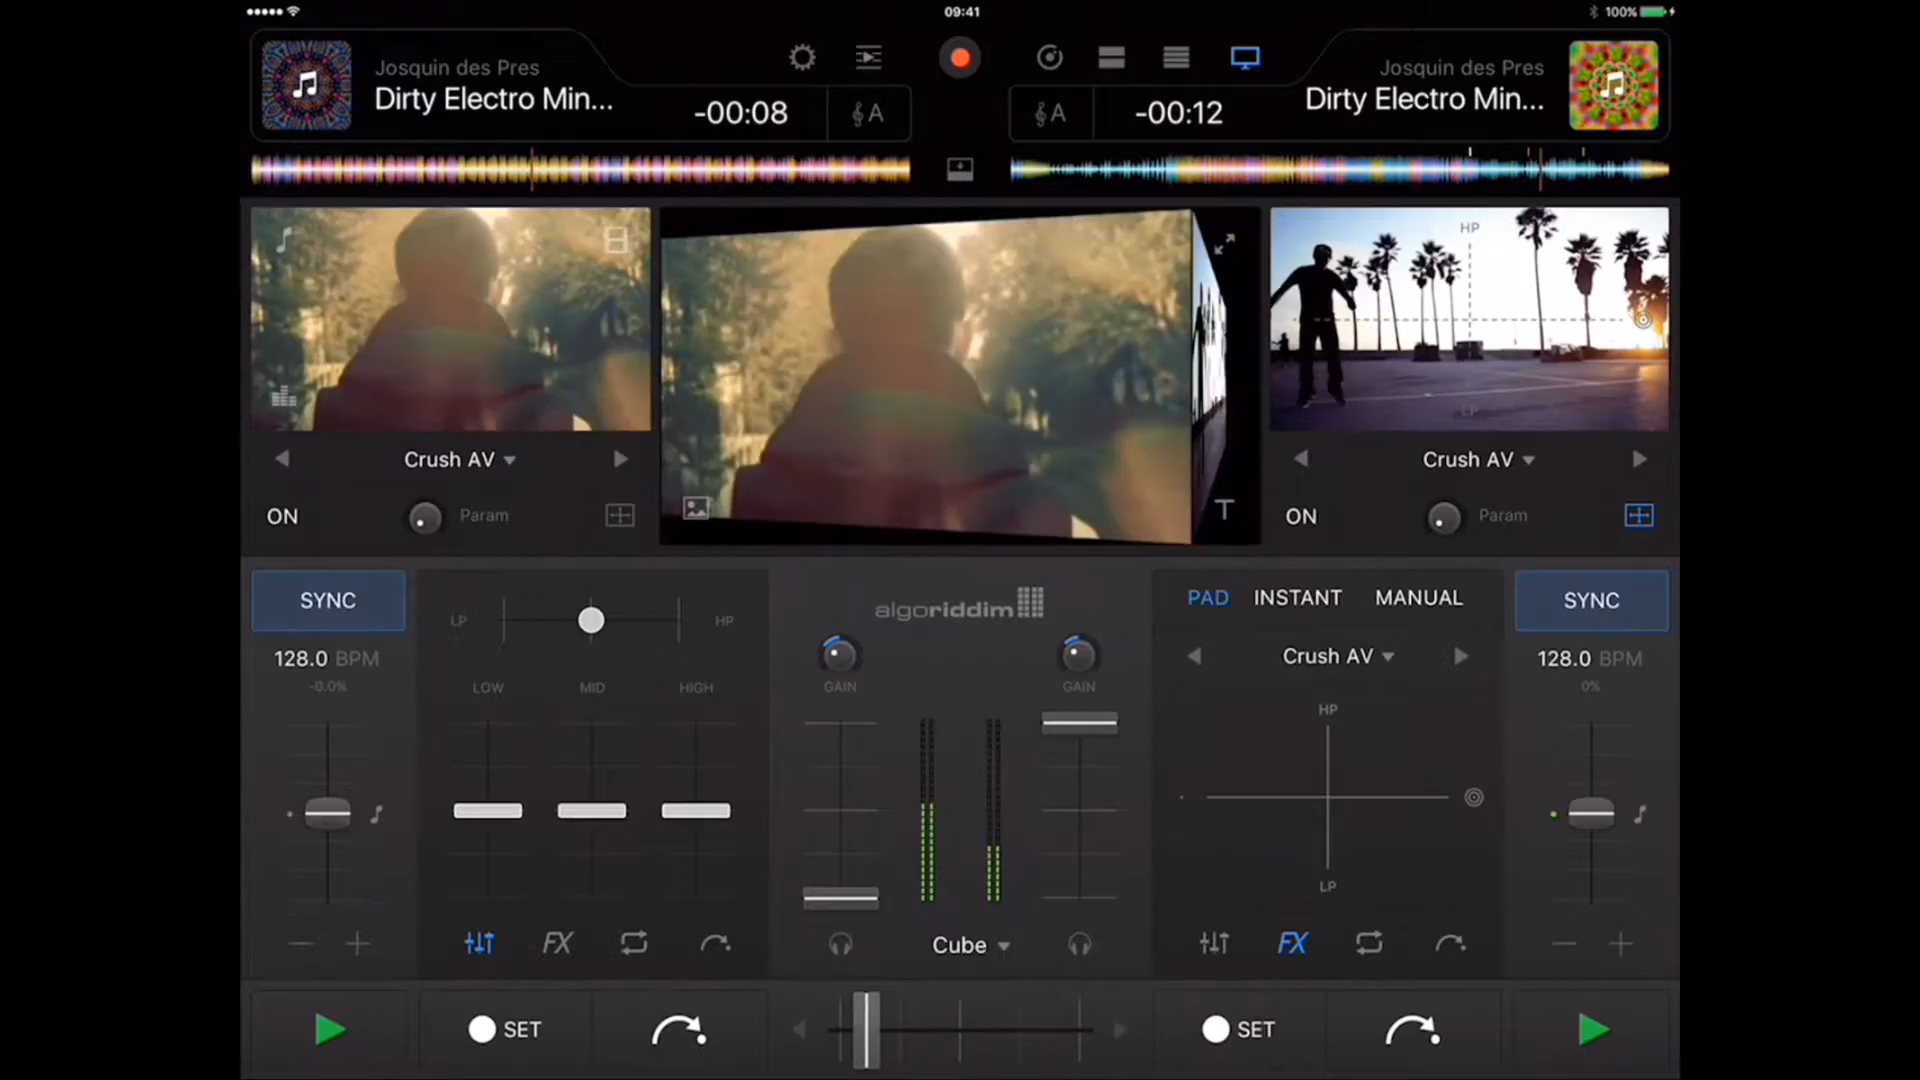 09:41
100%
Josquin des Pres
Dirty Electro Min...
-00:08
A
A
-00:12
Josquin des Pres
Dirty Electro Min...
HP
LP
Crush AV
ON
Param
T
Crush AV
ON
Param
SYNC
128.0 BPM
-0.0%
LP
HP
LOW
MID
HIGH
FX
algoriddim
GAIN
GAIN
Cube
PAD
INSTANT
MANUAL
Crush AV
HP
LP
FX
SYNC
128.0 BPM
0%
SET
SET